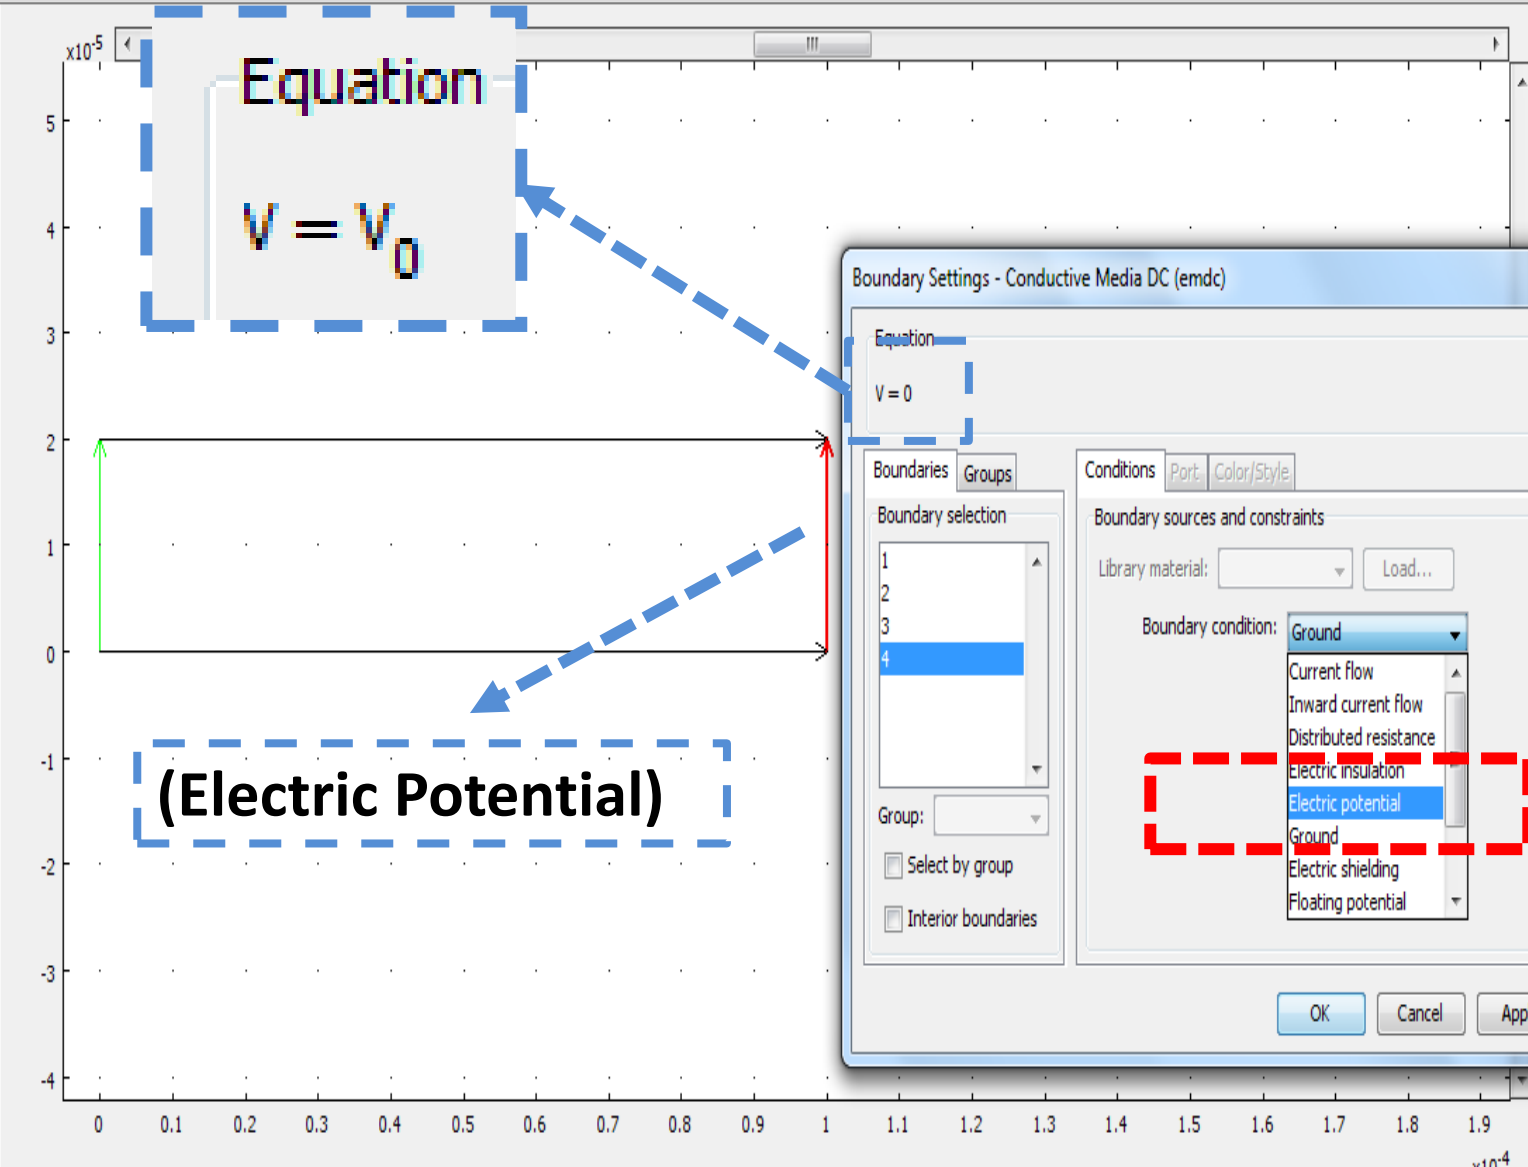 x10-5
Equation
V = V0
5
4
3
2
1
0
-1
-2
-3
-4
Boundary Settings - Conductive Media DC (emdc)
Equation
V = 0
Boundaries Groups
Boundary selection
1
2
3
4
Group:
Select by group
Interior boundaries
Conditions Port Color/Style
Boundary sources and constraints
Library material: Load...
Boundary condition: Ground
Current flow
Inward current flow
Distributed resistance
Electric insulation
Electric potential
Ground
Electric shielding
Floating potential
OK Cancel App
(Electric Potential)
0 0.1 0.2 0.3 0.4 0.5 0.6 0.7 0.8 0.9 1 1.1 1.2 1.3 1.4 1.5 1.6 1.7 1.8 1.9
x10-4